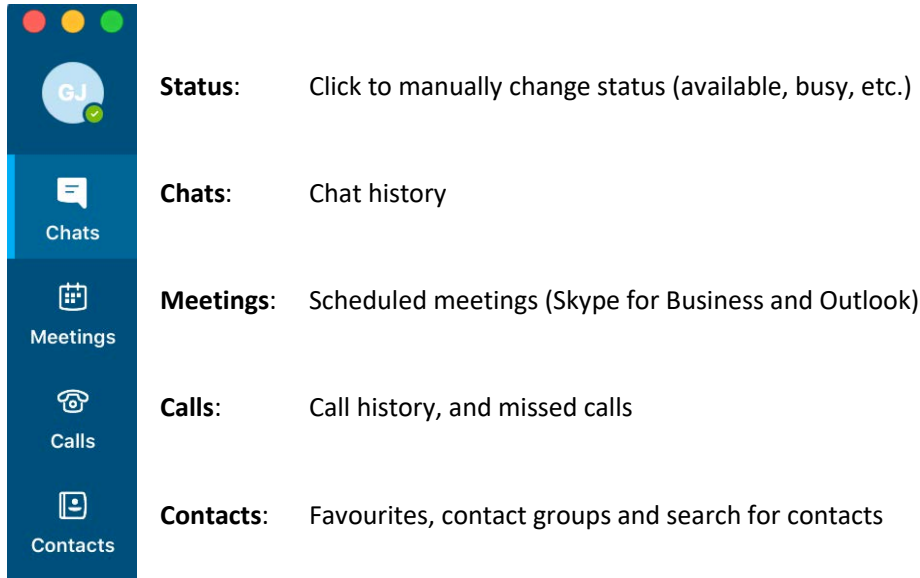 GJ
Status: Click to manually change status (available, busy, etc.)
Chats
Chats: Chat history
Meetings
Meetings: Scheduled meetings (Skype for Business and Outlook)
Calls
Calls: Call history, and missed calls
Contacts
Contacts: Favourites, contact groups and search for contacts